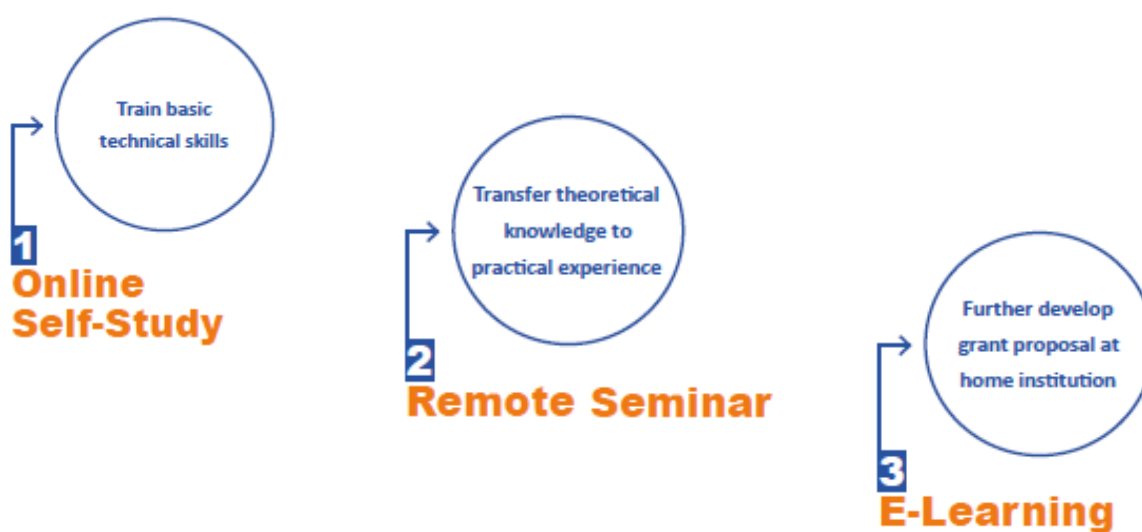 Train basic
technical skills
1
Online
Self-Study
Transfer theoretical
knowledge to
practical experience
2
Remote Seminar
Further develop
grant proposal at
home institution
3
E-Learning